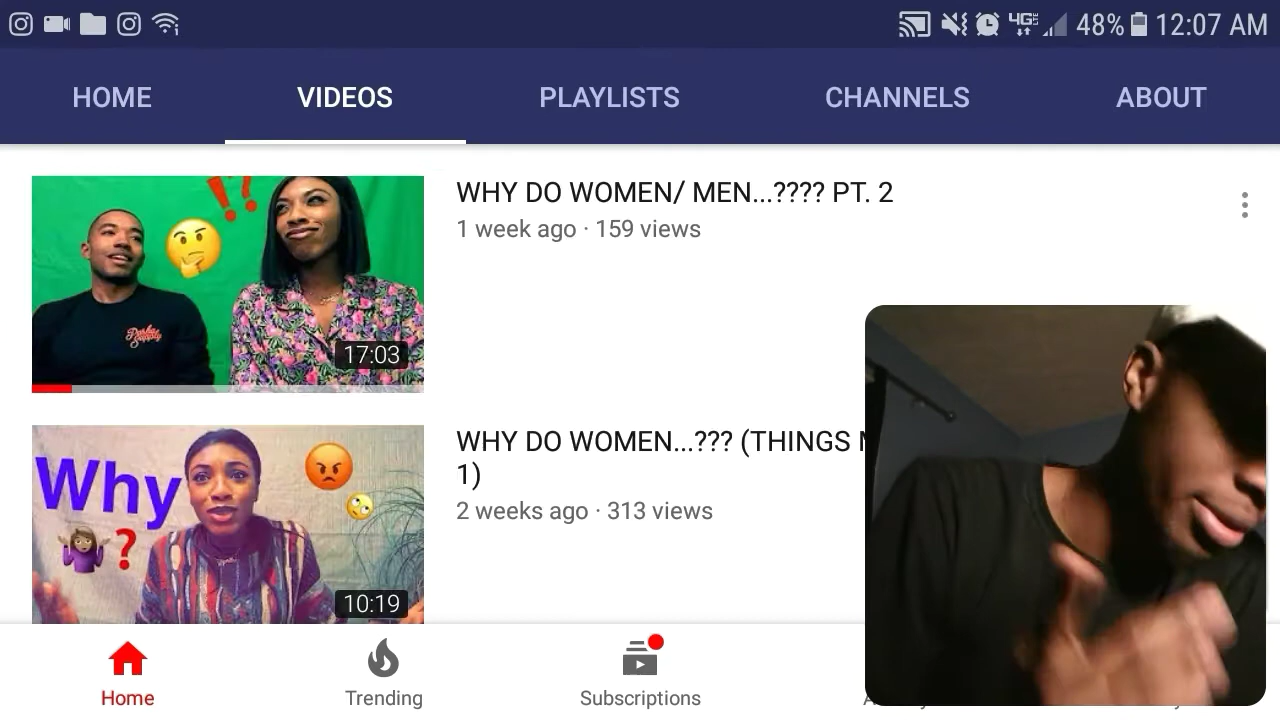 48% 12:07 AM
HOME VIDEOS PLAYLISTS CHANNELS ABOUT
WHY DO WOMEN/ MEN...???? PT. 2
1 week ago · 159 views
17:03
WHY DO WOMEN...??? (THINGS
1)
2 weeks ago · 313 views
Why
?
10:19
Home Trending Subscriptions